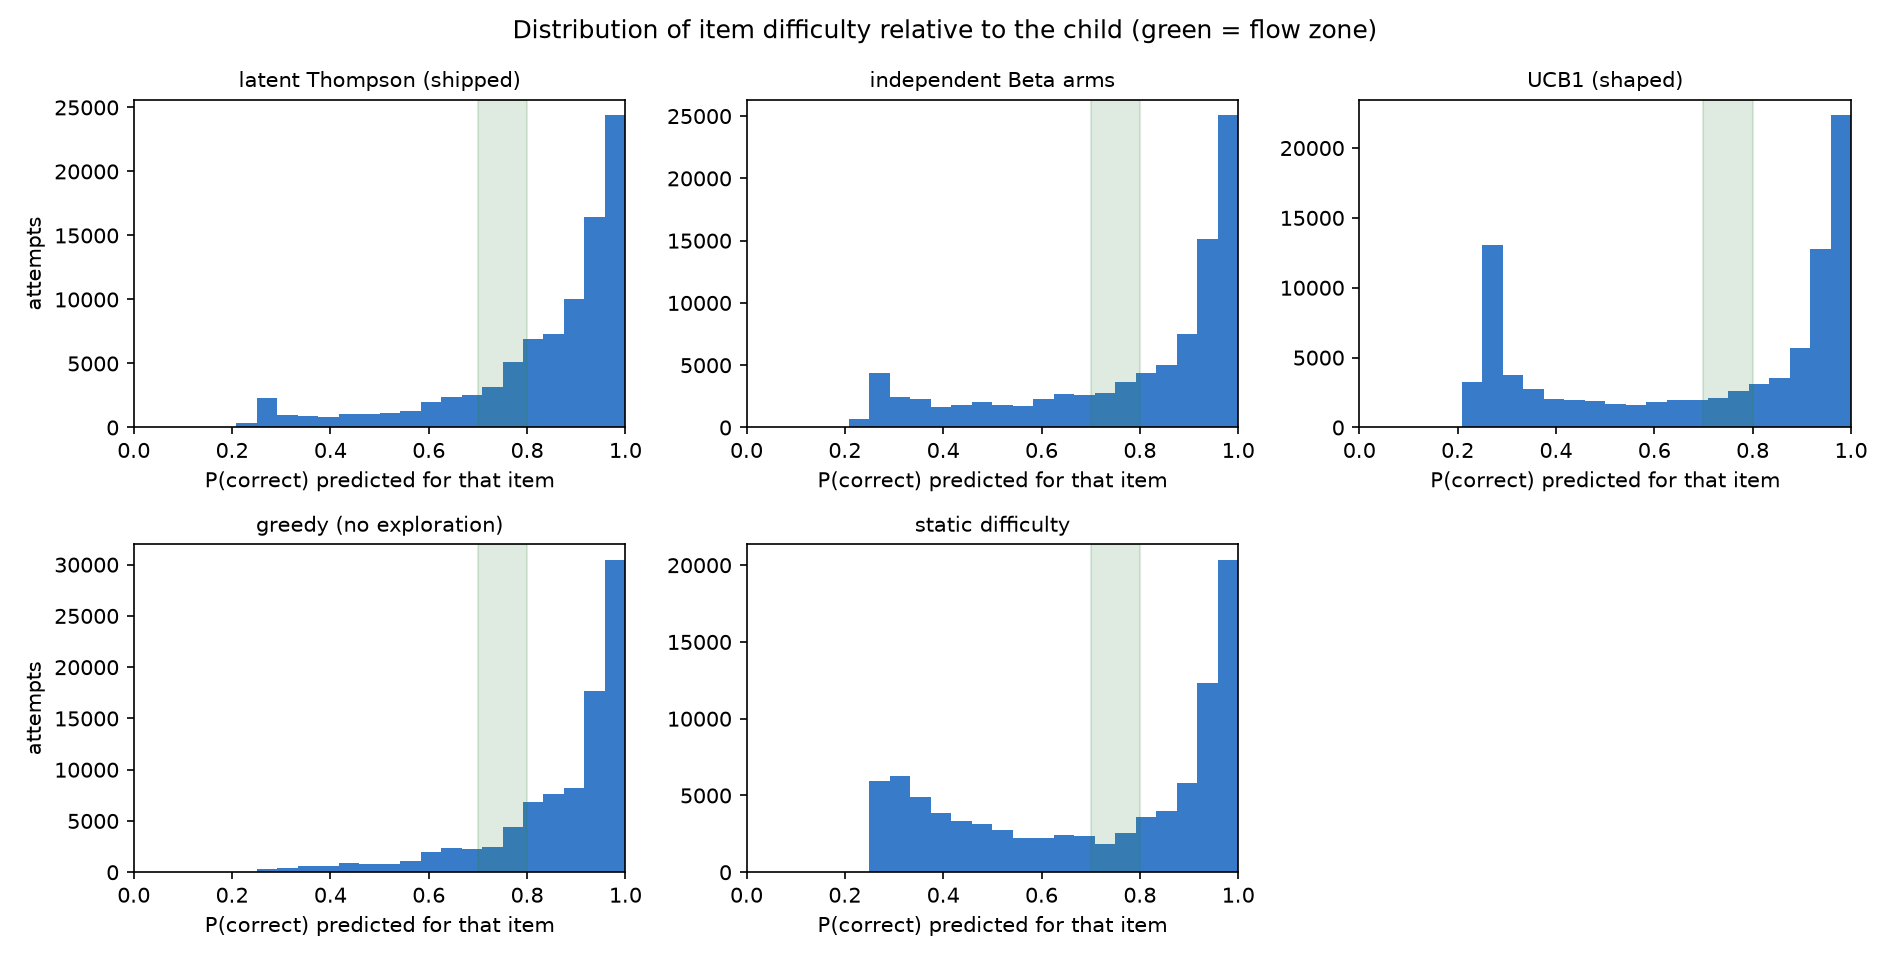 Distribution of item difficulty relative to the child (green = flow zone)
latent Thompson (shipped)
independent Beta arms
UCB1 (shaped)
25000
20000
15000
10000
5000
0
attempts
0.0 0.2 0.4 0.6 0.8 1.0
P(correct) predicted for that item
25000
20000
15000
10000
5000
0
0.0 0.2 0.4 0.6 0.8 1.0
P(correct) predicted for that item
20000
15000
10000
5000
0
0.0 0.2 0.4 0.6 0.8 1.0
P(correct) predicted for that item
greedy (no exploration)
static difficulty
30000
25000
20000
15000
10000
5000
0
attempts
0.0 0.2 0.4 0.6 0.8 1.0
P(correct) predicted for that item
20000
15000
10000
5000
0
0.0 0.2 0.4 0.6 0.8 1.0
P(correct) predicted for that item